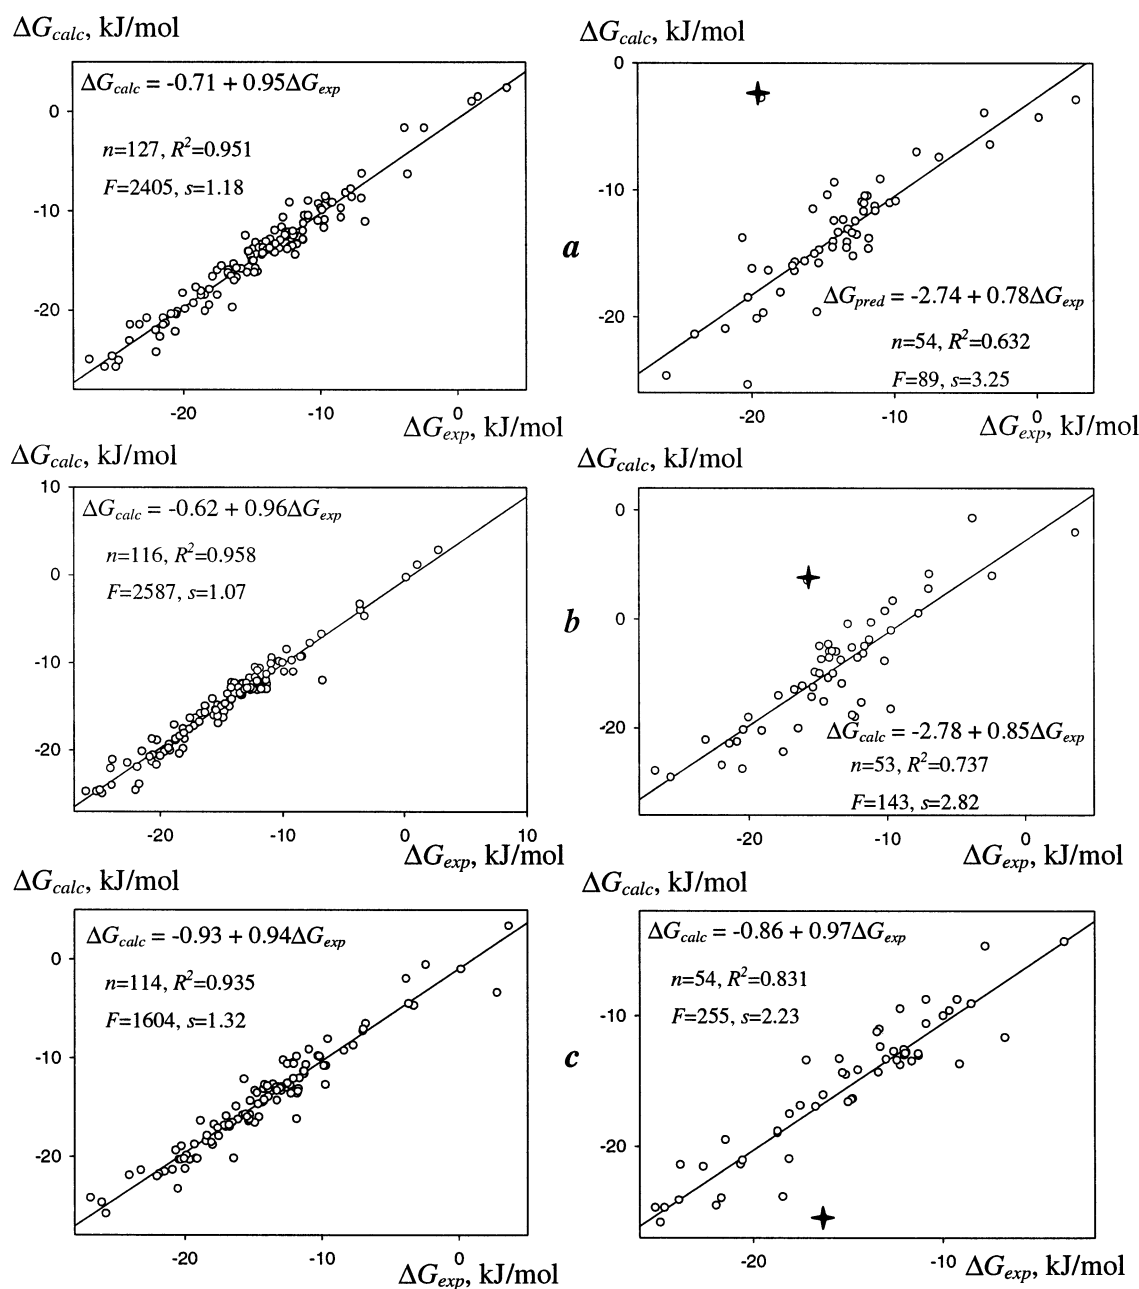 ΔGcalc, kJ/mol
ΔGcalc = -0.71 + 0.95ΔGexp
n=127, R²=0.951
F=2405, s=1.18
0
-10
-20
-20 -10 0
ΔGexp, kJ/mol
ΔGcalc, kJ/mol
0
-10
-20
ΔGpred = -2.74 + 0.78ΔGexp
n=54, R²=0.632
F=89, s=3.25
-20 -10 0
ΔGexp, kJ/mol
a
ΔGcalc, kJ/mol
10
ΔGcalc = -0.62 + 0.96ΔGexp
n=116, R²=0.958
F=2587, s=1.07
0
-10
-20
-20 -10 0 10
ΔGexp, kJ/mol
ΔGcalc, kJ/mol
0
0
-20
ΔGcalc = -2.78 + 0.85ΔGexp
n=53, R²=0.737
F=143, s=2.82
-20 -10 0
ΔGexp, kJ/mol
b
ΔGcalc, kJ/mol
ΔGcalc = -0.93 + 0.94ΔGexp
n=114, R²=0.935
F=1604, s=1.32
0
-10
-20
-20 -10 0
ΔGexp, kJ/mol
ΔGcalc, kJ/mol
ΔGcalc = -0.86 + 0.97ΔGexp
n=54, R²=0.831
F=255, s=2.23
-10
-20
-20 -10
ΔGexp, kJ/mol
c